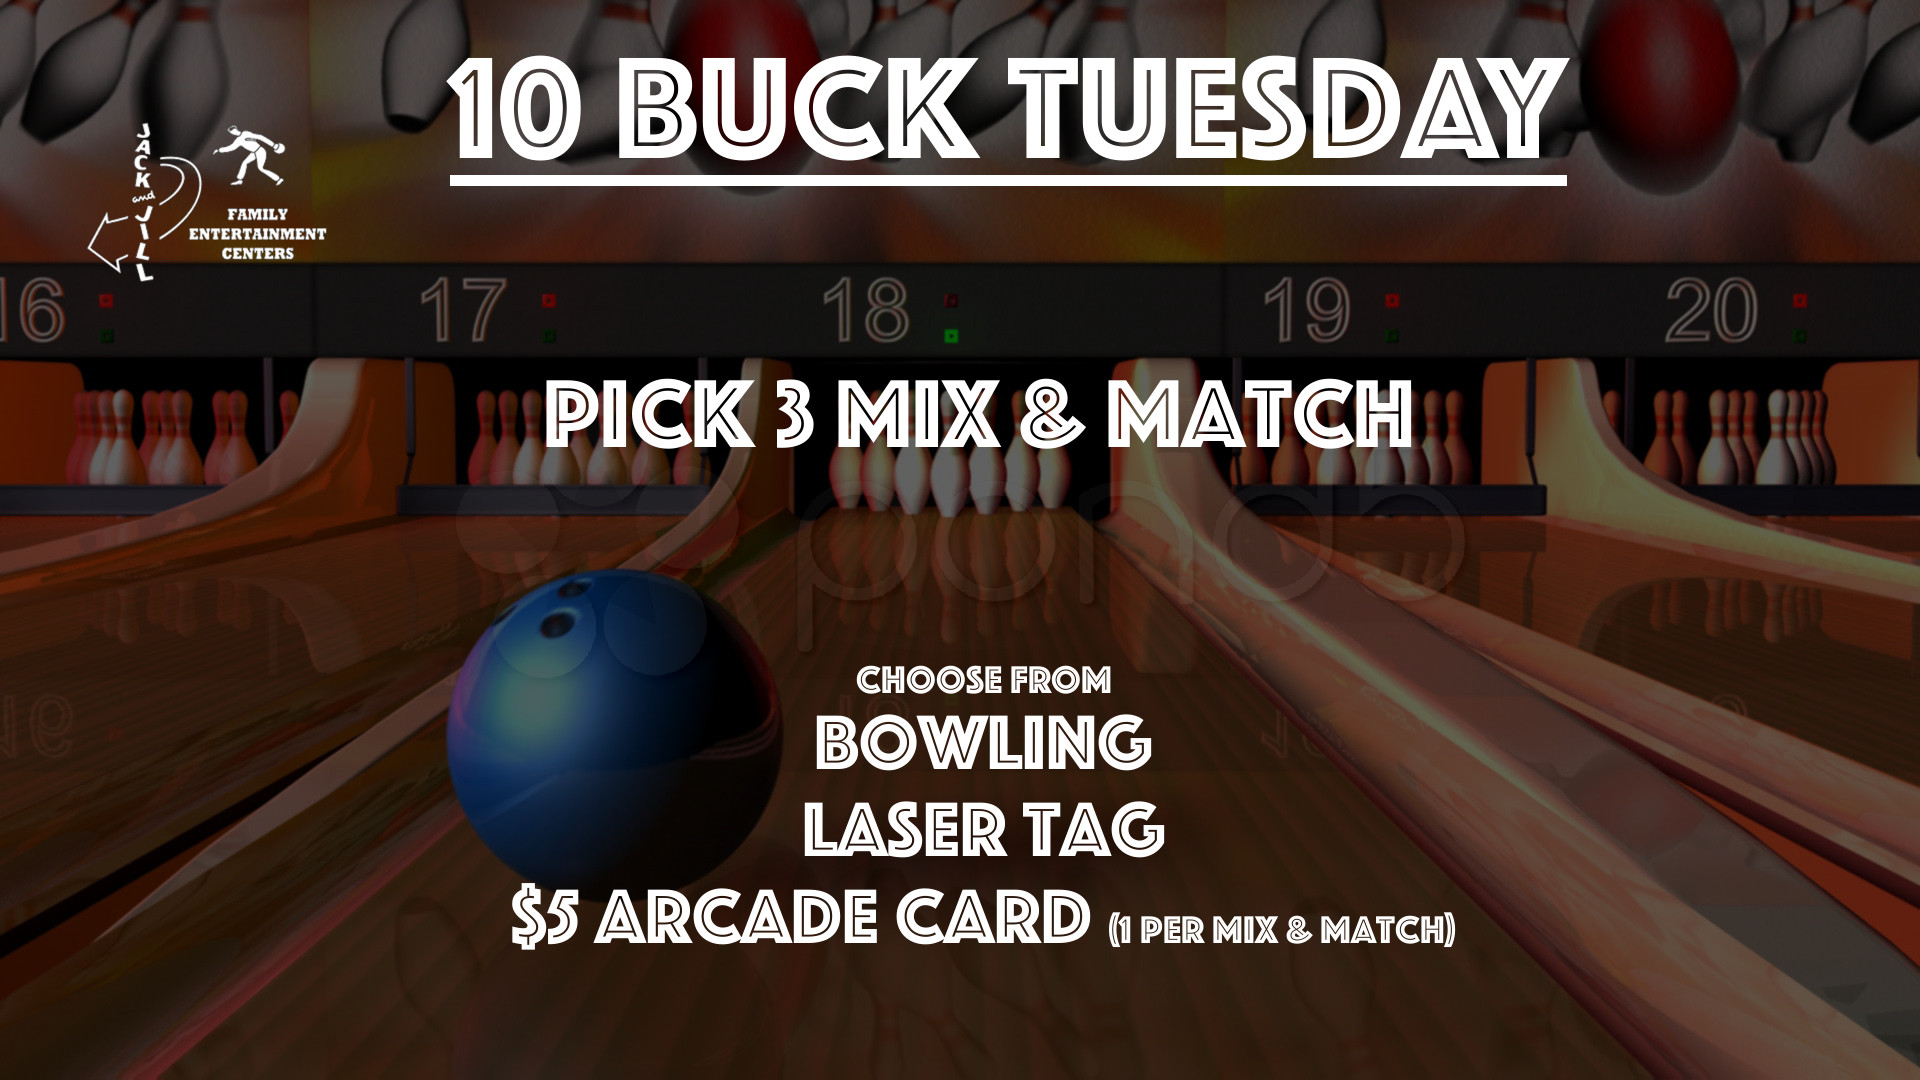 10 BUCK TUESDAY
JACK and JILL
FAMILY
ENTERTAINMENT
CENTERS
16 17 18 19 20
PICK 3 MIX & MATCH
pond5
CHOOSE FROM
BOWLING
LASER TAG
$5 ARCADE CARD (1 PER MIX & MATCH)